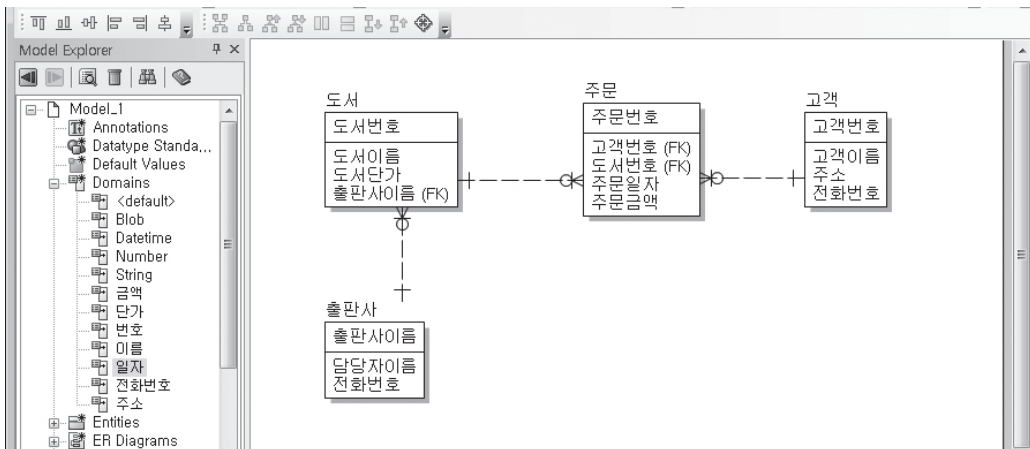 Model Explorer
Model_1
Annotations
Datatype Standa...
Default Values
Domains
<default>
Blob
Datetime
Number
String
금액
단가
번호
이름
일자
전화번호
주소
Entities
ER Diagrams
도서
도서번호
도서이름
도서단가
출판사이름 (FK)
주문
주문번호
고객번호 (FK)
도서번호 (FK)
주문일자
주문금액
고객
고객번호
고객이름
주소
전화번호
출판사
출판사이름
담당자이름
전화번호